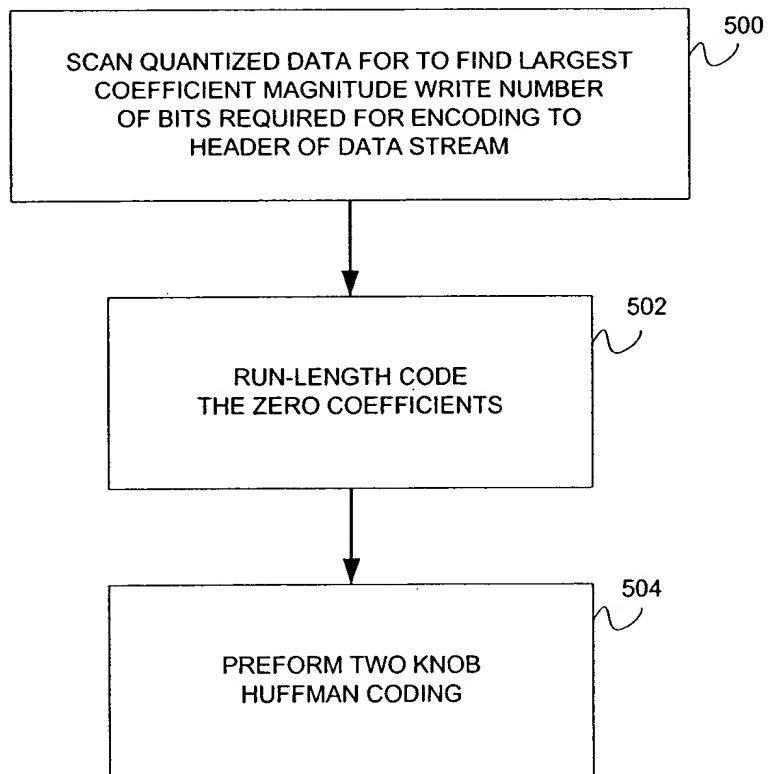 500
SCAN QUANTIZED DATA FOR TO FIND LARGEST
COEFFICIENT MAGNITUDE WRITE NUMBER
OF BITS REQUIRED FOR ENCODING TO
HEADER OF DATA STREAM
502
RUN-LENGTH CODE
THE ZERO COEFFICIENTS
504
PREFORM TWO KNOB
HUFFMAN CODING